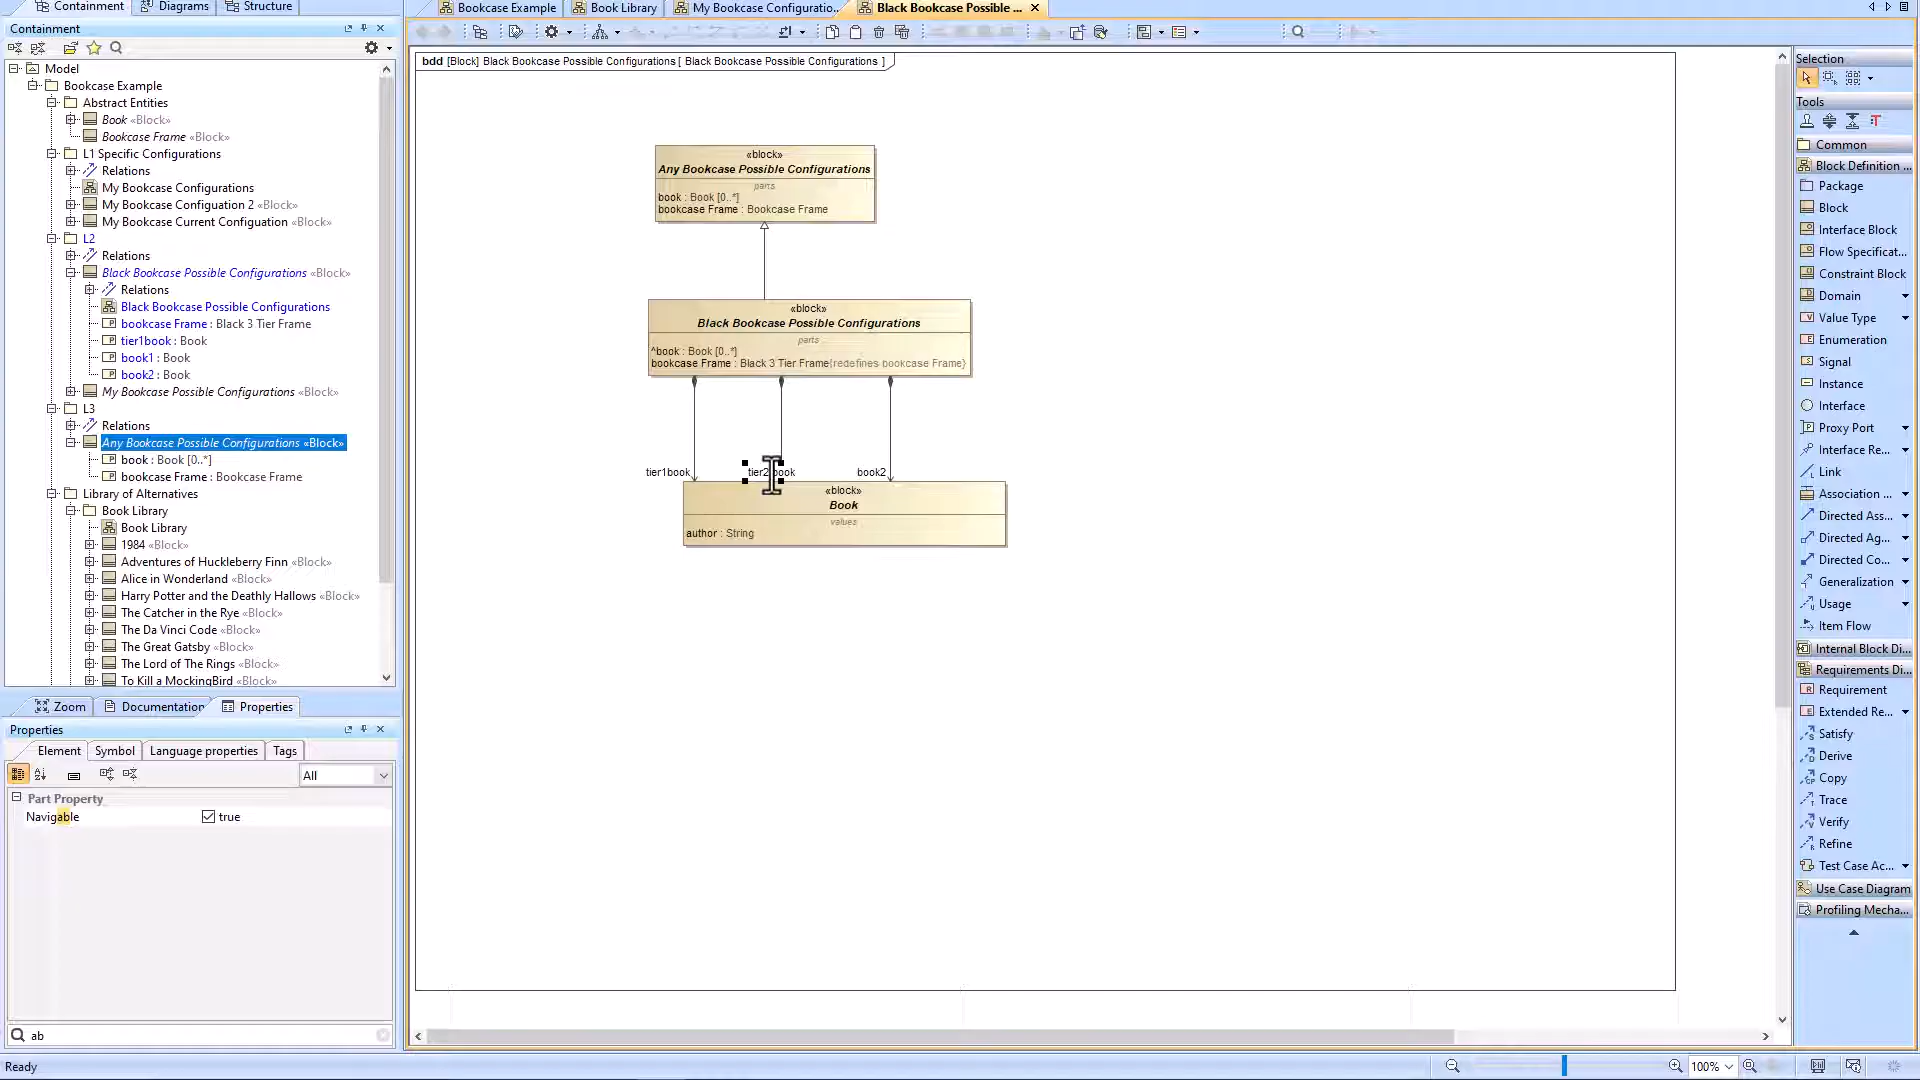 Containment
Diagrams
Structure
Bookcase Example
Book Library
My Bookcase Configuratio...
Black Bookcase Possible ...
Containment
Model
Bookcase Example
Abstract Entities
Book «Block»
Bookcase Frame «Block»
L1 Specific Configurations
Relations
My Bookcase Configurations
My Bookcase Configuation 2 «Block»
My Bookcase Current Configuation «Block»
L2
Relations
Black Bookcase Possible Configurations «Block»
Relations
Black Bookcase Possible Configurations
bookcase Frame : Black 3 Tier Frame
tier1book : Book
book1 : Book
book2 : Book
My Bookcase Possible Configurations «Block»
L3
Relations
Any Bookcase Possible Configurations «Block»
book : Book [0..*]
bookcase Frame : Bookcase Frame
Library of Alternatives
Book Library
Book Library
1984 «Block»
Adventures of Huckleberry Finn «Block»
Alice in Wonderland «Block»
Harry Potter and the Deathly Hallows «Block»
The Catcher in the Rye «Block»
The Da Vinci Code «Block»
The Great Gatsby «Block»
The Lord of The Rings «Block»
To Kill a MockingBird «Block»
Zoom
Documentation
Properties
Properties
Element
Symbol
Language properties
Tags
All
Part Property
Navigable
true
ab
Ready
bdd [Block] Black Bookcase Possible Configurations [ Black Bookcase Possible Configurations ]
«block»
Any Bookcase Possible Configurations
parts
book : Book [0..*]
bookcase Frame : Bookcase Frame
«block»
Black Bookcase Possible Configurations
parts
^book : Book [0..*]
bookcase Frame : Black 3 Tier Frame{redefines bookcase Frame}
tier1book
tier2book
book2
«block»
Book
values
author : String
Selection
Tools
Common
Block Definition ...
Package
Block
Interface Block
Flow Specificat...
Constraint Block
Domain
Value Type
Enumeration
Signal
Instance
Interface
Proxy Port
Interface Re...
Link
Association ...
Directed Ass...
Directed Ag...
Directed Co...
Generalization
Usage
Item Flow
Internal Block Di...
Requirements Di...
Requirement
Extended Re...
Satisfy
Derive
Copy
Trace
Verify
Refine
Test Case Ac...
Use Case Diagram
Profiling Mecha...
100%